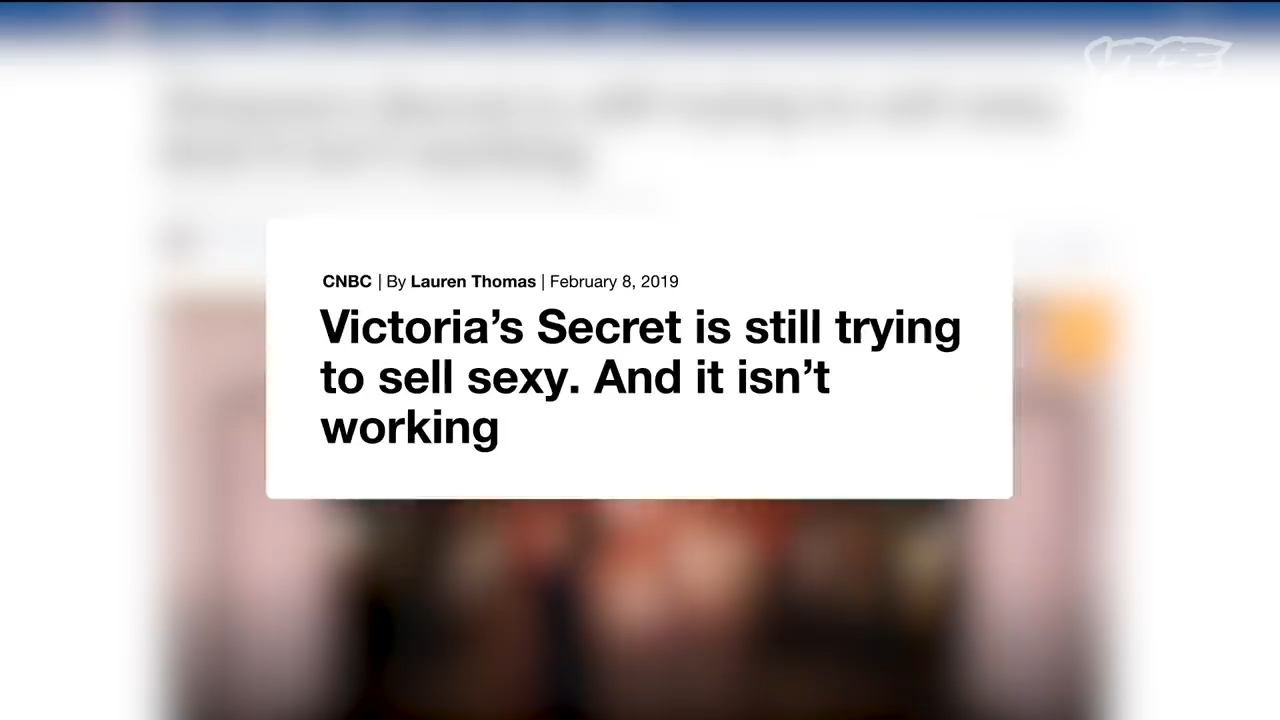 VICE
CNBC | By Lauren Thomas | February 8, 2019
Victoria’s Secret is still trying
to sell sexy. And it isn’t
working